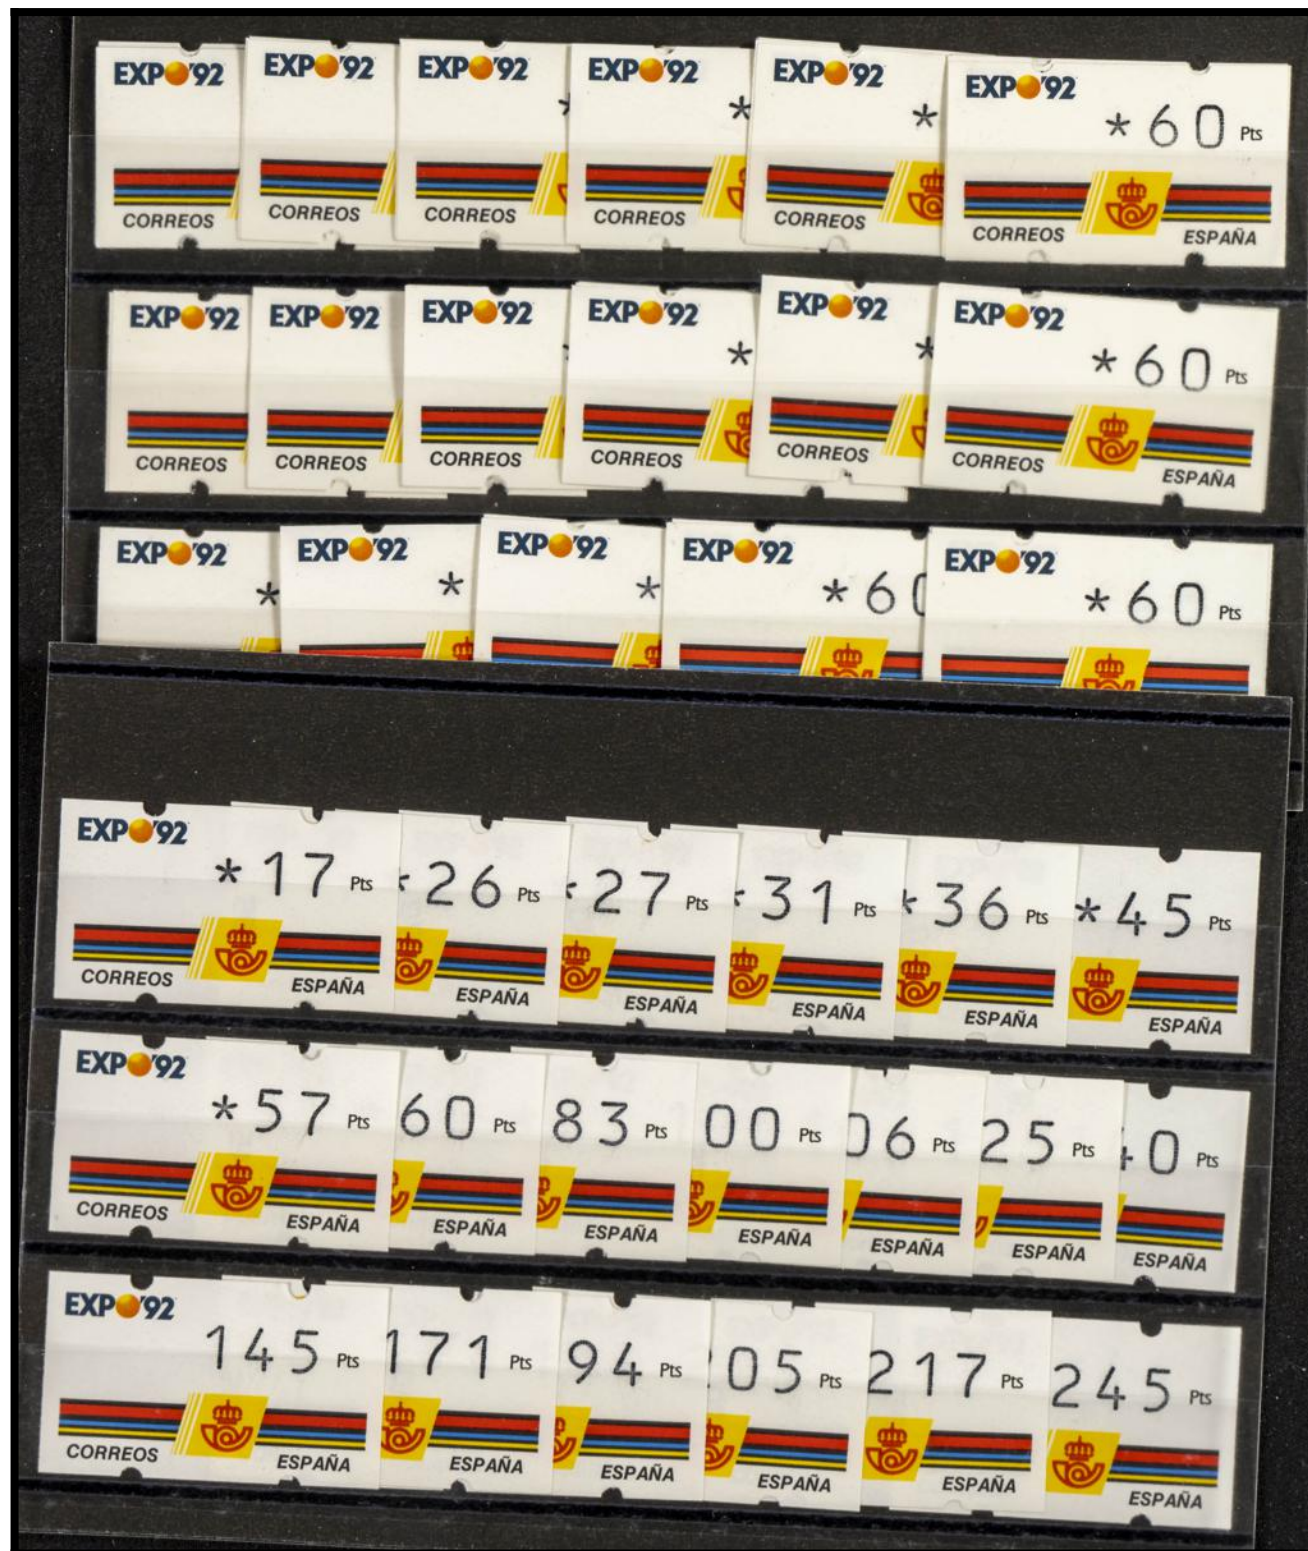 EXPO'92 EXPO'92 EXPO'92 EXPO'92 EXPO'92 EXPO'92
* * * *60 Pts
CORREOS CORREOS CORREOS CORREOS CORREOS CORREOS ESPAÑA
EXPO'92 EXPO'92 EXPO'92 EXPO'92 EXPO'92 EXPO'92
* * *60 Pts
CORREOS CORREOS CORREOS CORREOS CORREOS CORREOS ESPAÑA
EXPO'92 EXPO'92 EXPO'92 EXPO'92 EXPO'92
* * * *60 *60 Pts
EXPO'92
*17 Pts *26 Pts *27 Pts *31 Pts *36 Pts *45 Pts
CORREOS ESPAÑA ESPAÑA ESPAÑA ESPAÑA ESPAÑA ESPAÑA
EXPO'92
*57 Pts 60 Pts 83 Pts 00 Pts 06 Pts 25 Pts 40 Pts
CORREOS ESPAÑA ESPAÑA ESPAÑA ESPAÑA ESPAÑA ESPAÑA ESPAÑA
EXPO'92
145 Pts 171 Pts 94 Pts 205 Pts 217 Pts 245 Pts
CORREOS ESPAÑA ESPAÑA ESPAÑA ESPAÑA ESPAÑA ESPAÑA